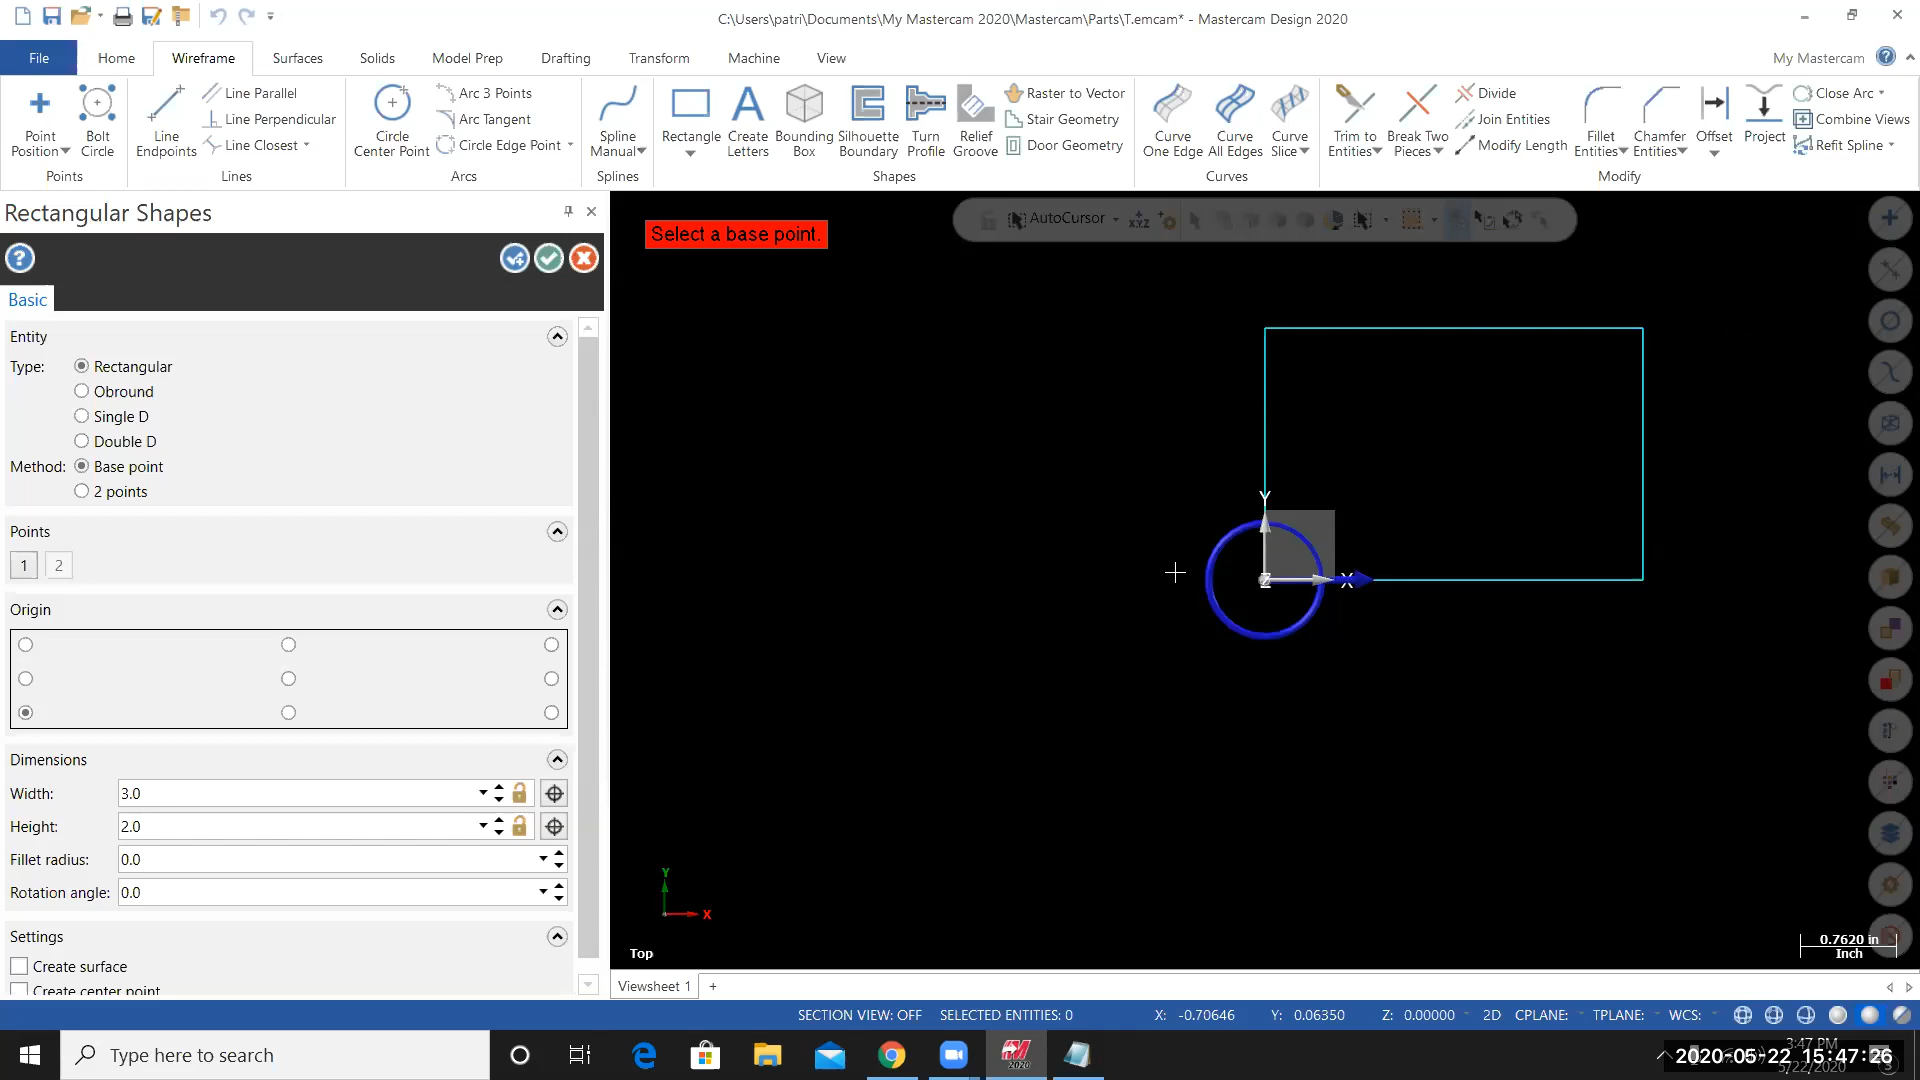 C:\Users\patri\Documents\My Mastercam 2020\Mastercam\Parts\T.emcam* - Mastercam Design 2020
File Home Wireframe Surfaces Solids Model Prep Drafting Transform Machine View My Mastercam
Point Position
Bolt Circle
Points
Line Endpoints
Line Parallel
Line Perpendicular
Line Closest
Lines
Circle Center Point
Arc 3 Points
Arc Tangent
Circle Edge Point
Arcs
Spline Manual
Splines
Rectangle
Create Letters
Bounding Box
Silhouette Boundary
Turn Profile
Relief Groove
Raster to Vector
Stair Geometry
Door Geometry
Shapes
Curve One Edge
Curve All Edges
Curve Slice
Curves
Trim to Entities
Break Two Pieces
Divide
Join Entities
Modify Length
Fillet Entities
Chamfer Entities
Offset
Project
Close Arc
Combine Views
Refit Spline
Modify
Rectangular Shapes
Basic
Entity
Type: Rectangular
Obround
Single D
Double D
Method: Base point
2 points
Points
1 2
Origin
Dimensions
Width: 3.0
Height: 2.0
Fillet radius: 0.0
Rotation angle: 0.0
Settings
Create surface
Create center point
Select a base point.
AutoCursor
XYZ
Y
Z X
Y
X
Top
0.7620 in
Inch
Viewsheet 1 +
SECTION VIEW: OFF SELECTED ENTITIES: 0 X: -0.70646 Y: 0.06350 Z: 0.00000 2D CPLANE: TPLANE: WCS:
Type here to search
2020
3:47 PM
5/22/2020
2020-05-22 15:47:26